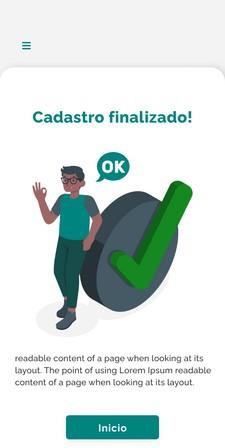 Cadastro finalizado!
OK
readable content of a page when looking at its
layout. The point of using Lorem Ipsum readable
content of a page when looking at its layout.
Inicio